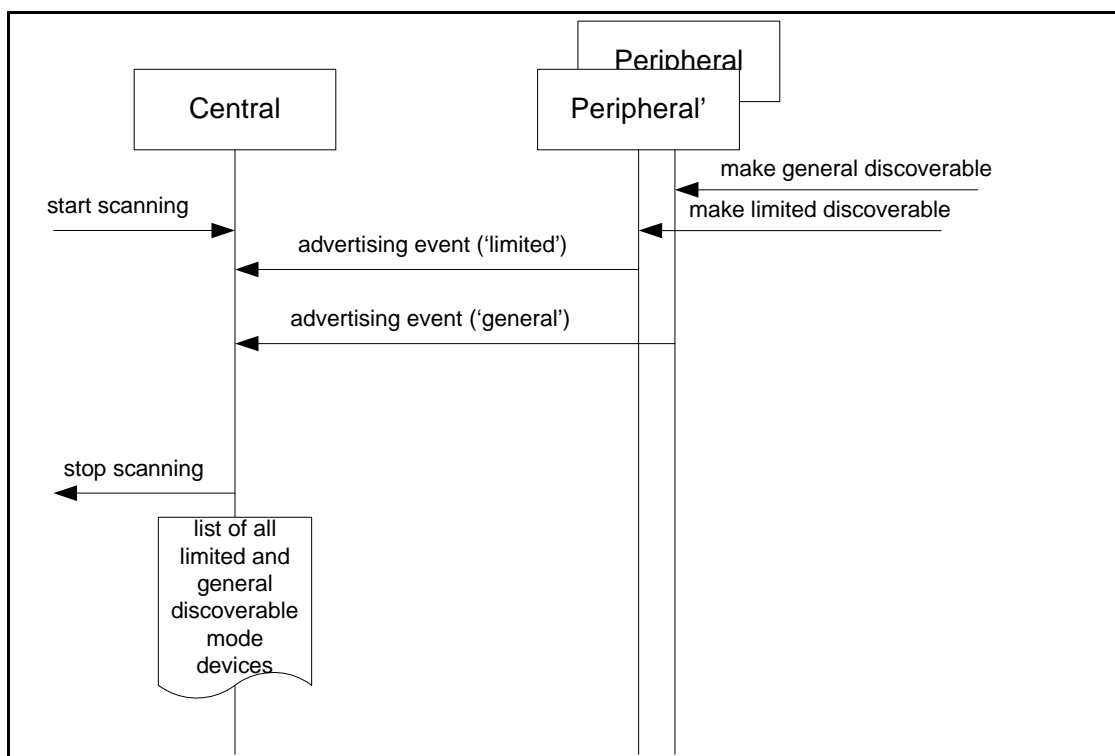 Peripheral
Central
Peripheral’
make general discoverable
start scanning
make limited discoverable
advertising event (‘limited’)
advertising event (‘general’)
stop scanning
list of all
limited and
general
discoverable
mode
devices